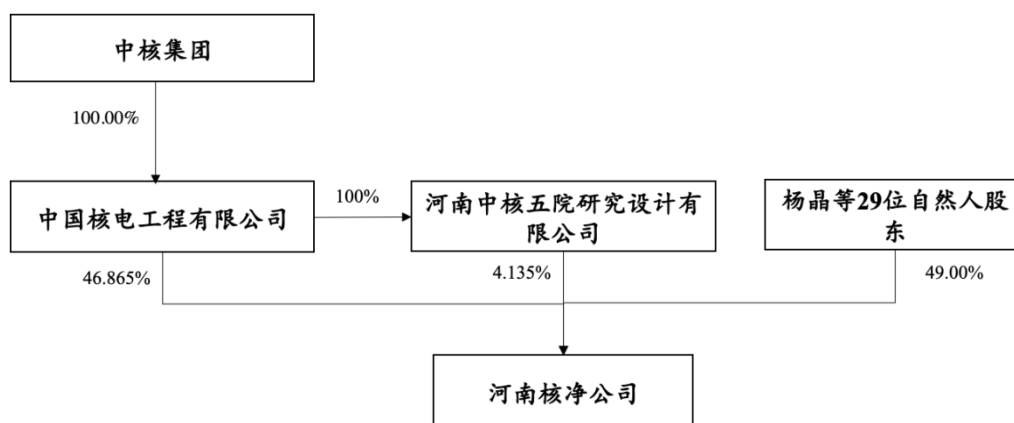 中核集团
100.00%
中国核电工程有限公司
100%
河南中核五院研究设计有
限公司
杨晶等29位自然人股
东
46.865%
4.135%
49.00%
河南核净公司